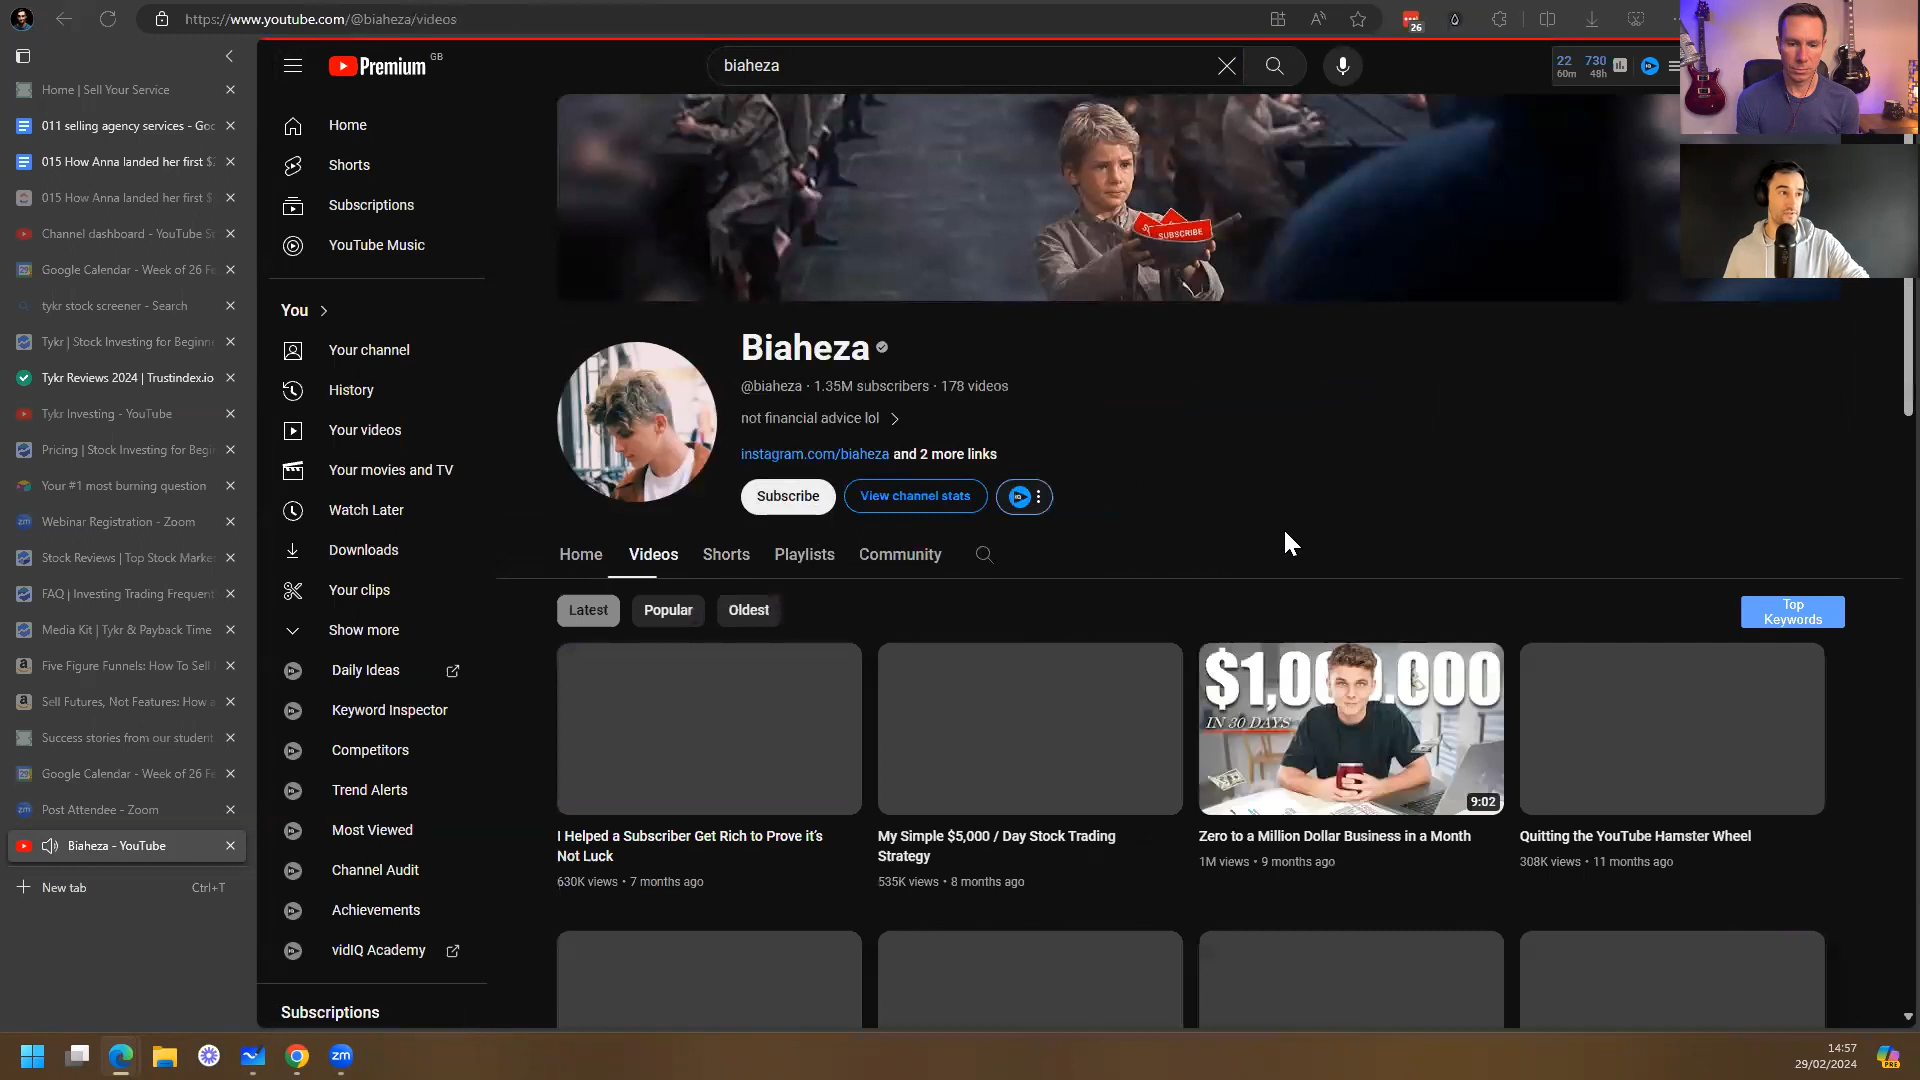 https://www.youtube.com/@biaheza/videos
26
Home | Sell Your Service
011 selling agency services - Goo
015 How Anna landed her first $2
015 How Anna landed her first $
Channel dashboard - YouTube S
Google Calendar - Week of 26 Fe
tykr stock screener - Search
Tykr | Stock Investing for Beginn
Tykr Reviews 2024 | Trustindex.io
Tykr Investing - YouTube
Pricing | Stock Investing for Begi
Your #1 most burning question
Webinar Registration - Zoom
Stock Reviews | Top Stock Marke
FAQ | Investing Trading Frequent
Media Kit | Tykr & Payback Time
Five Figure Funnels: How To Sell
Sell Futures, Not Features: How a
Success stories from our student
Google Calendar - Week of 26 Fe
Post Attendee - Zoom
Biaheza - YouTube
New tab
Ctrl+T
Premium GB
biaheza
22 730
60m 48h
Home
Shorts
Subscriptions
YouTube Music
You
Your channel
History
Your videos
Your movies and TV
Watch Later
Downloads
Your clips
Show more
Daily Ideas
Keyword Inspector
Competitors
Trend Alerts
Most Viewed
Channel Audit
Achievements
vidIQ Academy
Subscriptions
SUBSCRIBE
Biaheza
@biaheza · 1.35M subscribers · 178 videos
not financial advice lol
instagram.com/biaheza and 2 more links
Subscribe
View channel stats
Home Videos Shorts Playlists Community
Latest Popular Oldest
Top
Keywords
IN 30 DAYS
9:02
I Helped a Subscriber Get Rich to Prove it's
Not Luck
630K views · 7 months ago
My Simple $5,000 / Day Stock Trading
Strategy
535K views · 8 months ago
Zero to a Million Dollar Business in a Month
1M views · 9 months ago
Quitting the YouTube Hamster Wheel
308K views · 11 months ago
14:57
29/02/2024